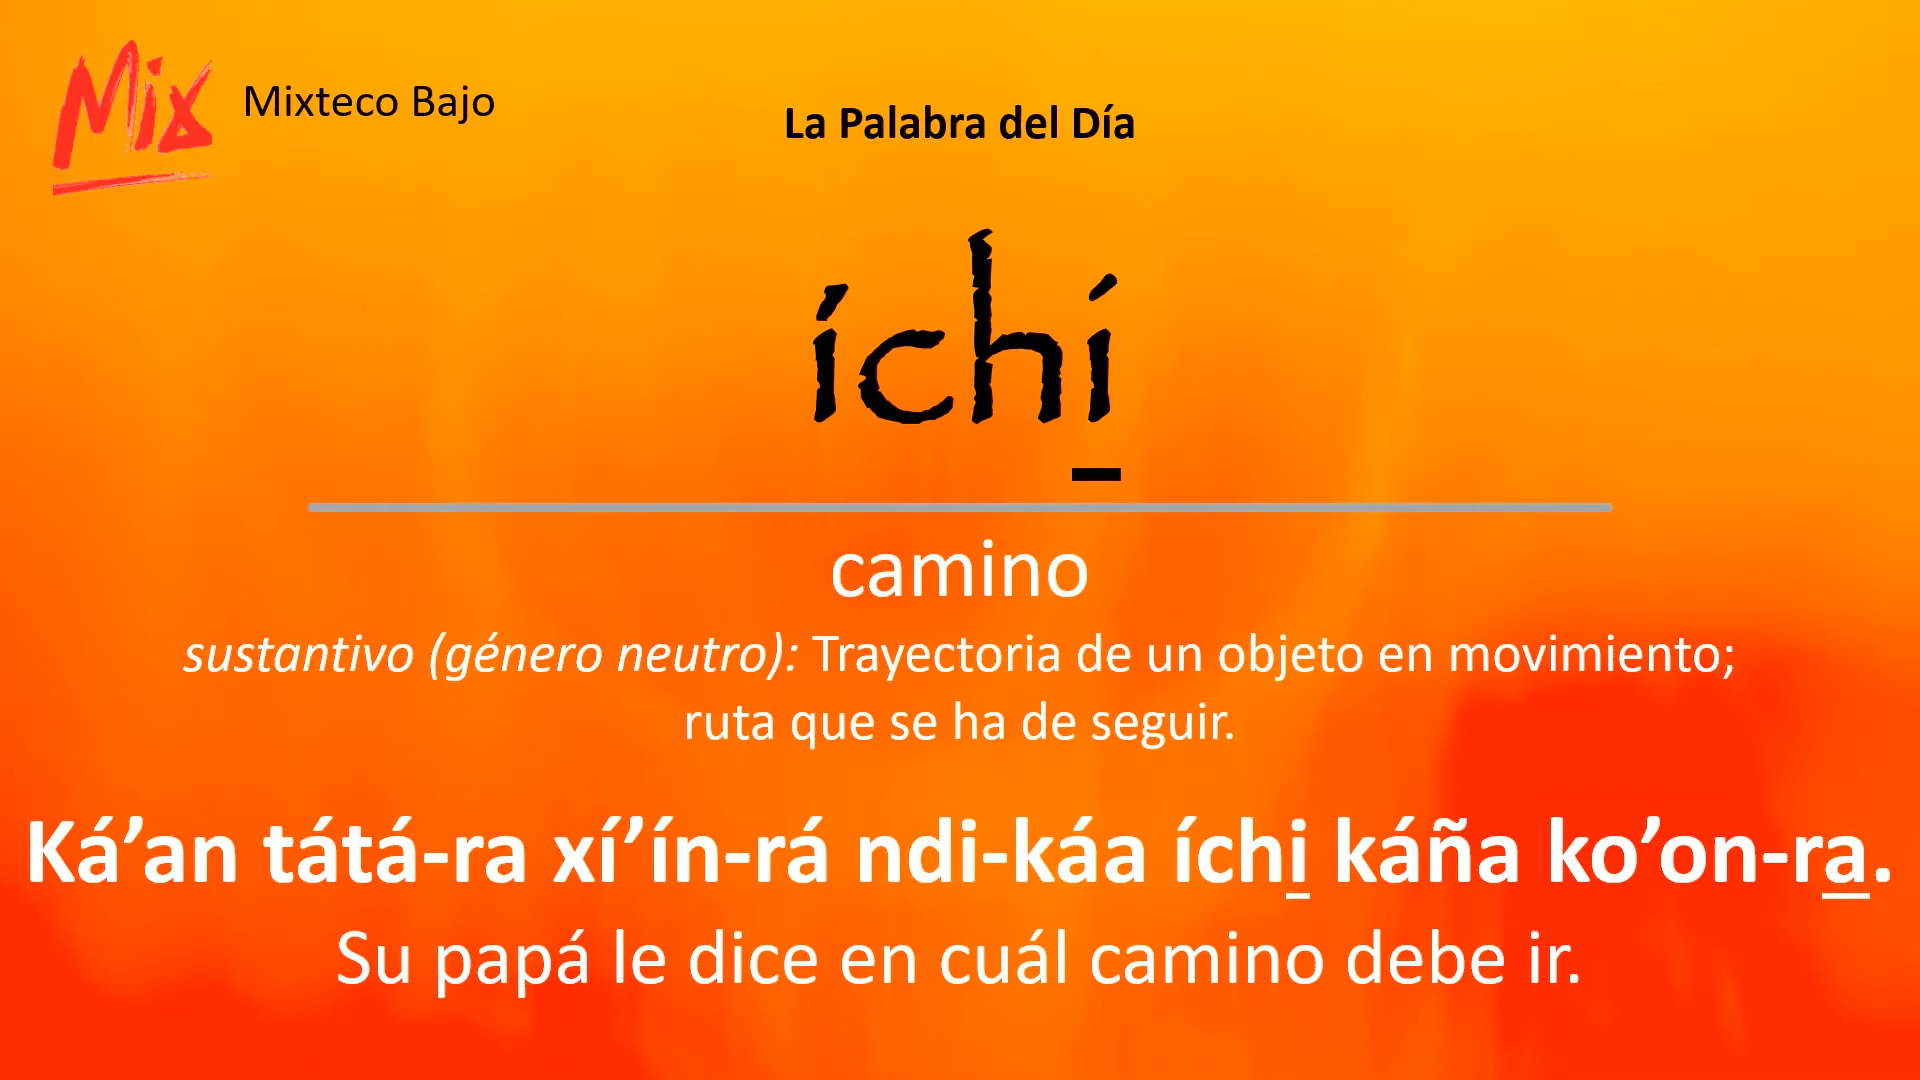 Mix
Mixteco Bajo
La Palabra del Día
íchí̱
camino
sustantivo (género neutro): Trayectoria de un objeto en movimiento;
ruta que se ha de seguir.
Ká’an tátá-ra xí’ín-rá ndi-káa íchi̱ káña ko’on-ra̱.
Su papá le dice en cuál camino debe ir.